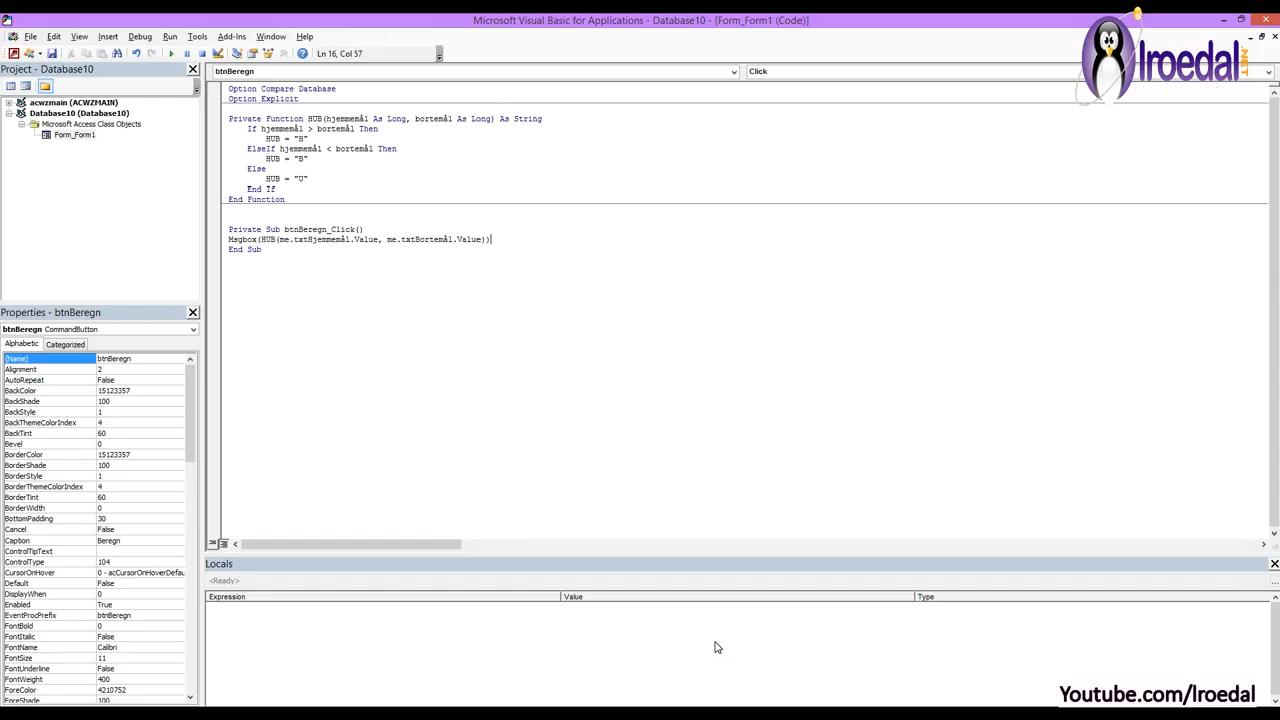 Microsoft Visual Basic for Applications - Database10 - [Form_Form1 (Code)]
File Edit View Insert Debug Run Tools Add-Ins Window Help
Ln 16, Col 57
lroedal.NET
Project - Database10
btnBeregn Click
acwzmain (ACWZMAIN)
Database10 (Database10)
Microsoft Access Class Objects
Form_Form1
Option Compare Database
Option Explicit
Private Function HUB(hjemmemål As Long, bortemål As Long) As String
If hjemmemål > bortemål Then
HUB = "H"
ElseIf hjemmemål < bortemål Then
HUB = "B"
Else
HUB = "U"
End If
End Function
Private Sub btnBeregn_Click()
Msgbox(HUB(me.txtHjemmemål.Value, me.txtBortemål.Value))
End Sub
Properties - btnBeregn
btnBeregn CommandButton
Alphabetic Categorized
(Name) btnBeregn
Alignment 2
AutoRepeat False
BackColor 15123357
BackShade 100
BackStyle 1
BackThemeColorIndex 4
BackTint 60
Bevel 0
BorderColor 15123357
BorderShade 100
BorderStyle 1
BorderThemeColorIndex 4
BorderTint 60
BorderWidth 0
BottomPadding 30
Cancel False
Caption Beregn
ControlTipText
ControlType 104
CursorOnHover 0 - acCursorOnHoverDefau
Default False
DisplayWhen 0
Enabled True
EventProcPrefix btnBeregn
FontBold 0
FontItalic False
FontName Calibri
FontSize 11
FontUnderline False
FontWeight 400
ForeColor 4210752
ForeShade 100
Locals
<Ready>
Expression Value Type
Youtube.com/lroedal